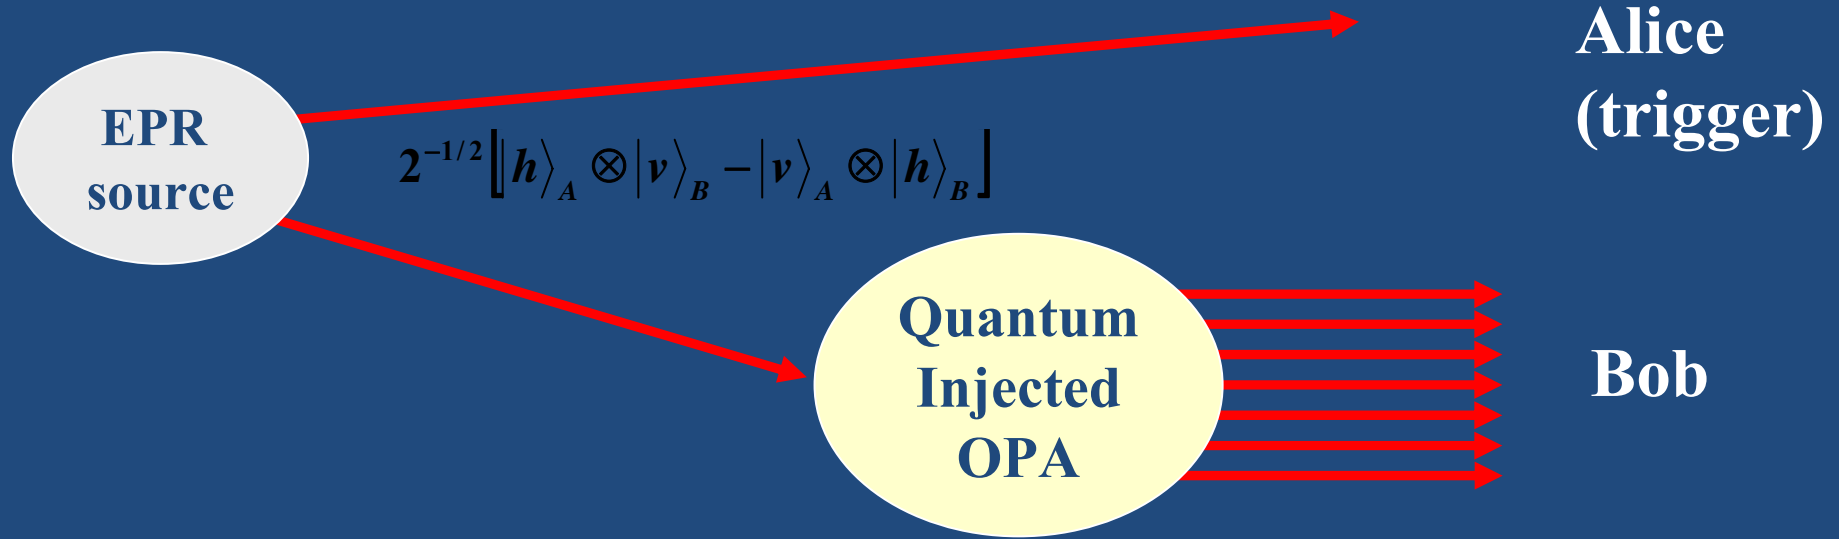 Alice
(trigger)
EPR
source
2^{-1/2}⌊|h⟩_A ⊗ |v⟩_B − |v⟩_A ⊗ |h⟩_B⌋
Quantum
Injected
OPA
Bob